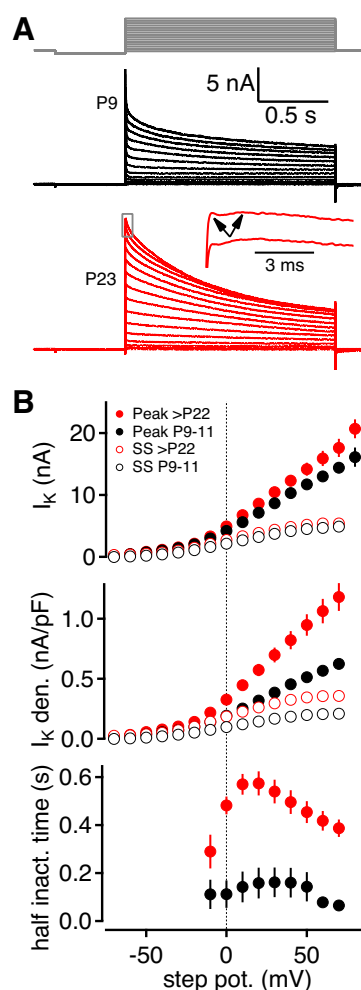 A
P9
5 nA
0.5 s
P23
3 ms
B
Peak >P22
Peak P9-11
SS >P22
SS P9-11
I_K (nA)
20
10
0
I_K den. (nA/pF)
1.0
0.5
0.0
half inact. time (s)
0.6
0.4
0.2
0.0
-50 0 50
step pot. (mV)